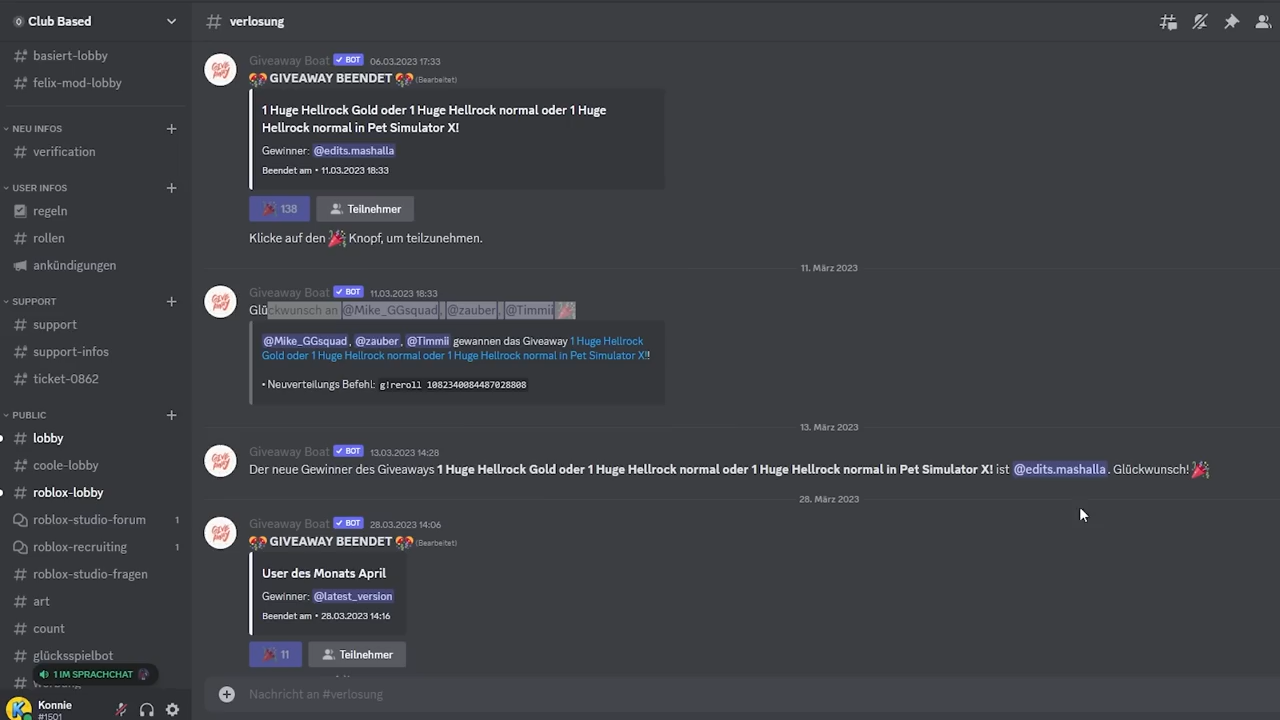 Club Based
basiert-lobby
felix-mod-lobby
NEU INFOS
verification
USER INFOS
regeln
rollen
ankündigungen
SUPPORT
support
support-infos
ticket-0862
PUBLIC
lobby
coole-lobby
roblox-lobby
roblox-studio-forum 1
roblox-recruiting 1
roblox-studio-fragen
art
count
glücksspielbot
1 IM SPRACHCHAT
Konnie
#1501
verlosung
Giveaway Boat BOT 06.03.2023 17:33
GIVEAWAY BEENDET (Bearbeitet)
1 Huge Hellrock Gold oder 1 Huge Hellrock normal oder 1 Huge
Hellrock normal in Pet Simulator X!
Gewinner: @edits.mashalla
Beendet am • 11.03.2023 18:33
138 Teilnehmer
Klicke auf den Knopf, um teilzunehmen.
11. März 2023
Giveaway Boat BOT 11.03.2023 18:33
Glückwunsch an @Mike_GGsquad, @zauber, @Timmii
@Mike_GGsquad, @zauber, @Timmii gewannen das Giveaway 1 Huge Hellrock
Gold oder 1 Huge Hellrock normal oder 1 Huge Hellrock normal in Pet Simulator X!!
• Neuverteilungs Befehl: g!reroll 1082340084487028808
13. März 2023
Giveaway Boat BOT 13.03.2023 14:28
Der neue Gewinner des Giveaways 1 Huge Hellrock Gold oder 1 Huge Hellrock normal oder 1 Huge Hellrock normal in Pet Simulator X! ist @edits.mashalla. Glückwunsch!
28. März 2023
Giveaway Boat BOT 28.03.2023 14:06
GIVEAWAY BEENDET (Bearbeitet)
User des Monats April
Gewinner: @latest_version
Beendet am • 28.03.2023 14:16
11 Teilnehmer
Nachricht an #verlosung